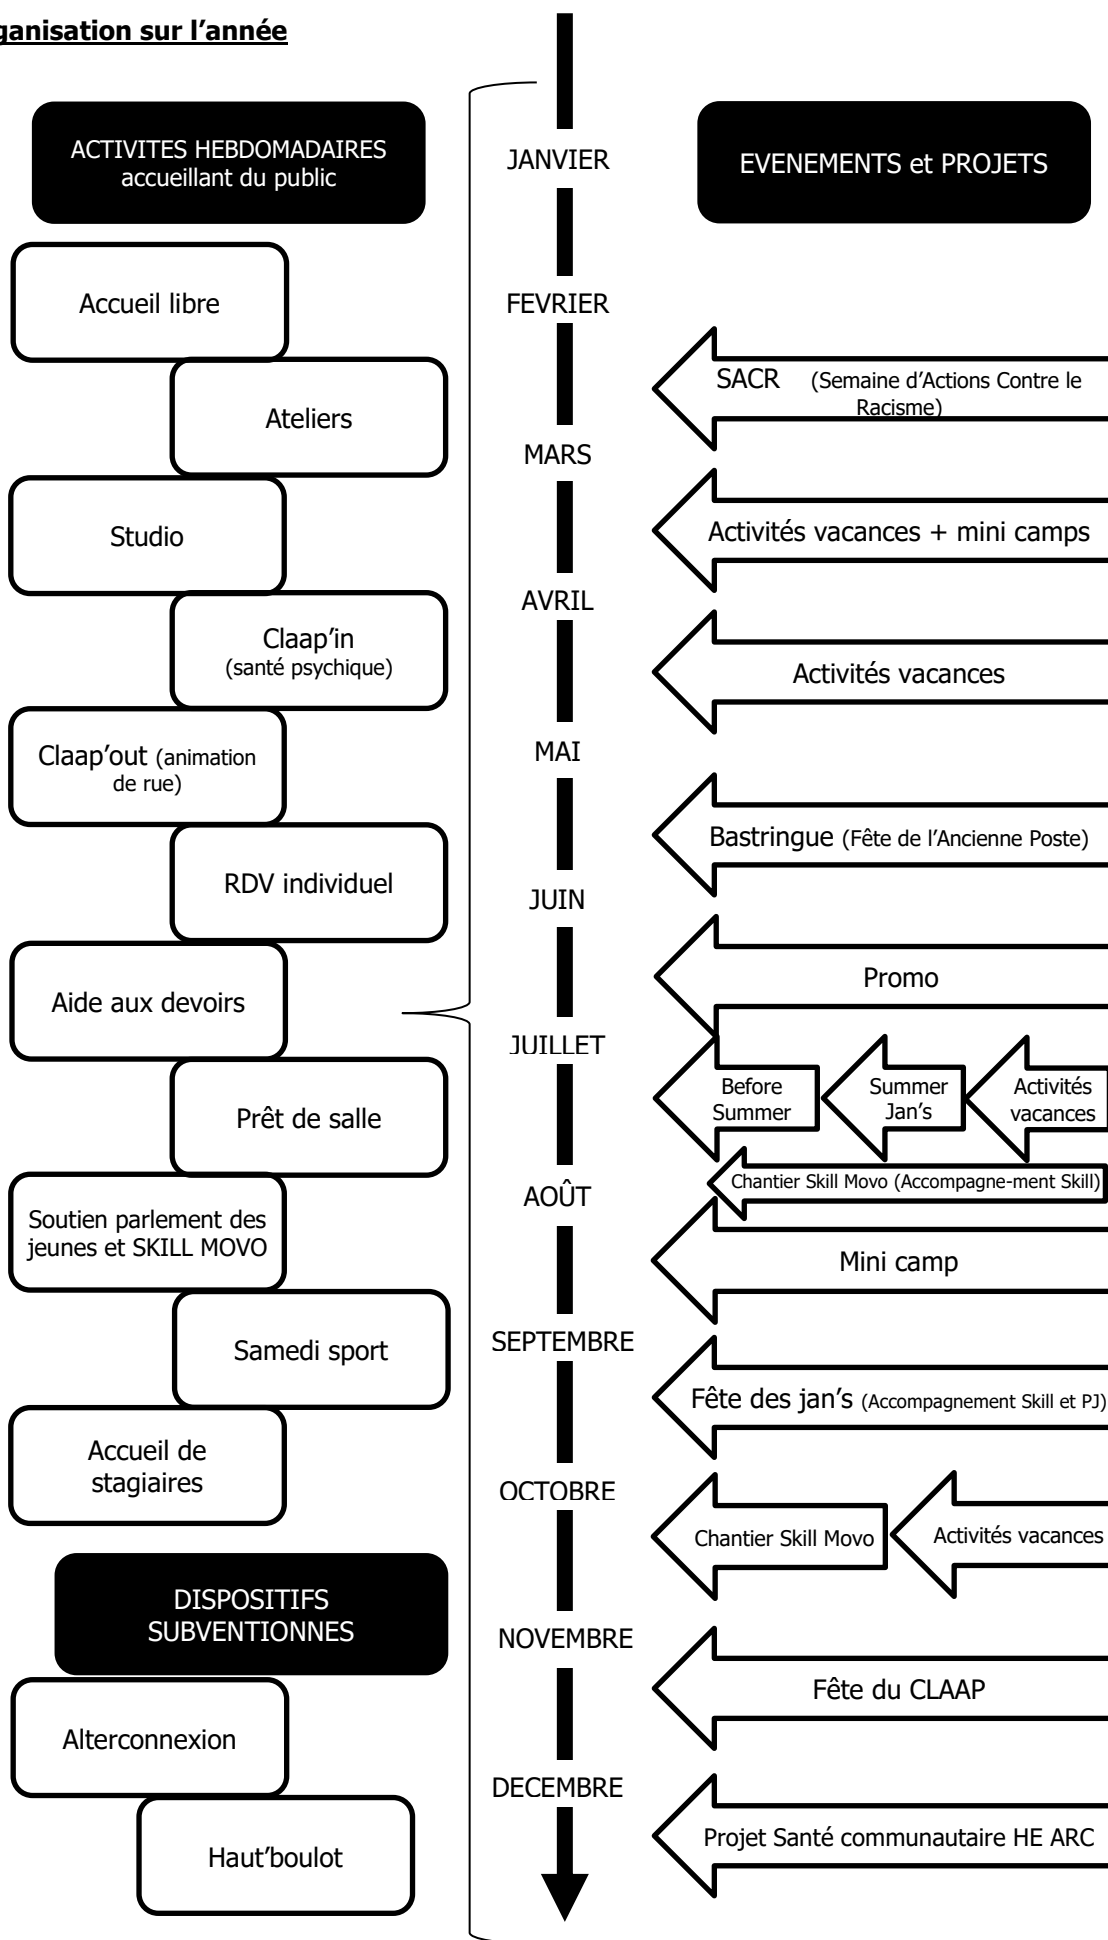 ganisation sur l'année
ACTIVITES HEBDOMADAIRES
accueillant du public
Accueil libre
Ateliers
Studio
Claap'in
(santé psychique)
Claap'out (animation
de rue)
RDV individuel
Aide aux devoirs
Prêt de salle
Soutien parlement des
jeunes et SKILL MOVO
Samedi sport
Accueil de
stagiaires
DISPOSITIFS
SUBVENTIONNES
Alterconnexion
Haut'boulot
JANVIER
FEVRIER
MARS
AVRIL
MAI
JUIN
JUILLET
AOÛT
SEPTEMBRE
OCTOBRE
NOVEMBRE
DECEMBRE
EVENEMENTS et PROJETS
SACR (Semaine d'Actions Contre le
Racisme)
Activités vacances + mini camps
Activités vacances
Bastringue (Fête de l'Ancienne Poste)
Promo
Before
Summer
Summer
Jan's
Activités
vacances
Chantier Skill Movo (Accompagne-ment Skill)
Mini camp
Fête des jan's (Accompagnement Skill et PJ)
Chantier Skill Movo
Activités vacances
Fête du CLAAP
Projet Santé communautaire HE ARC